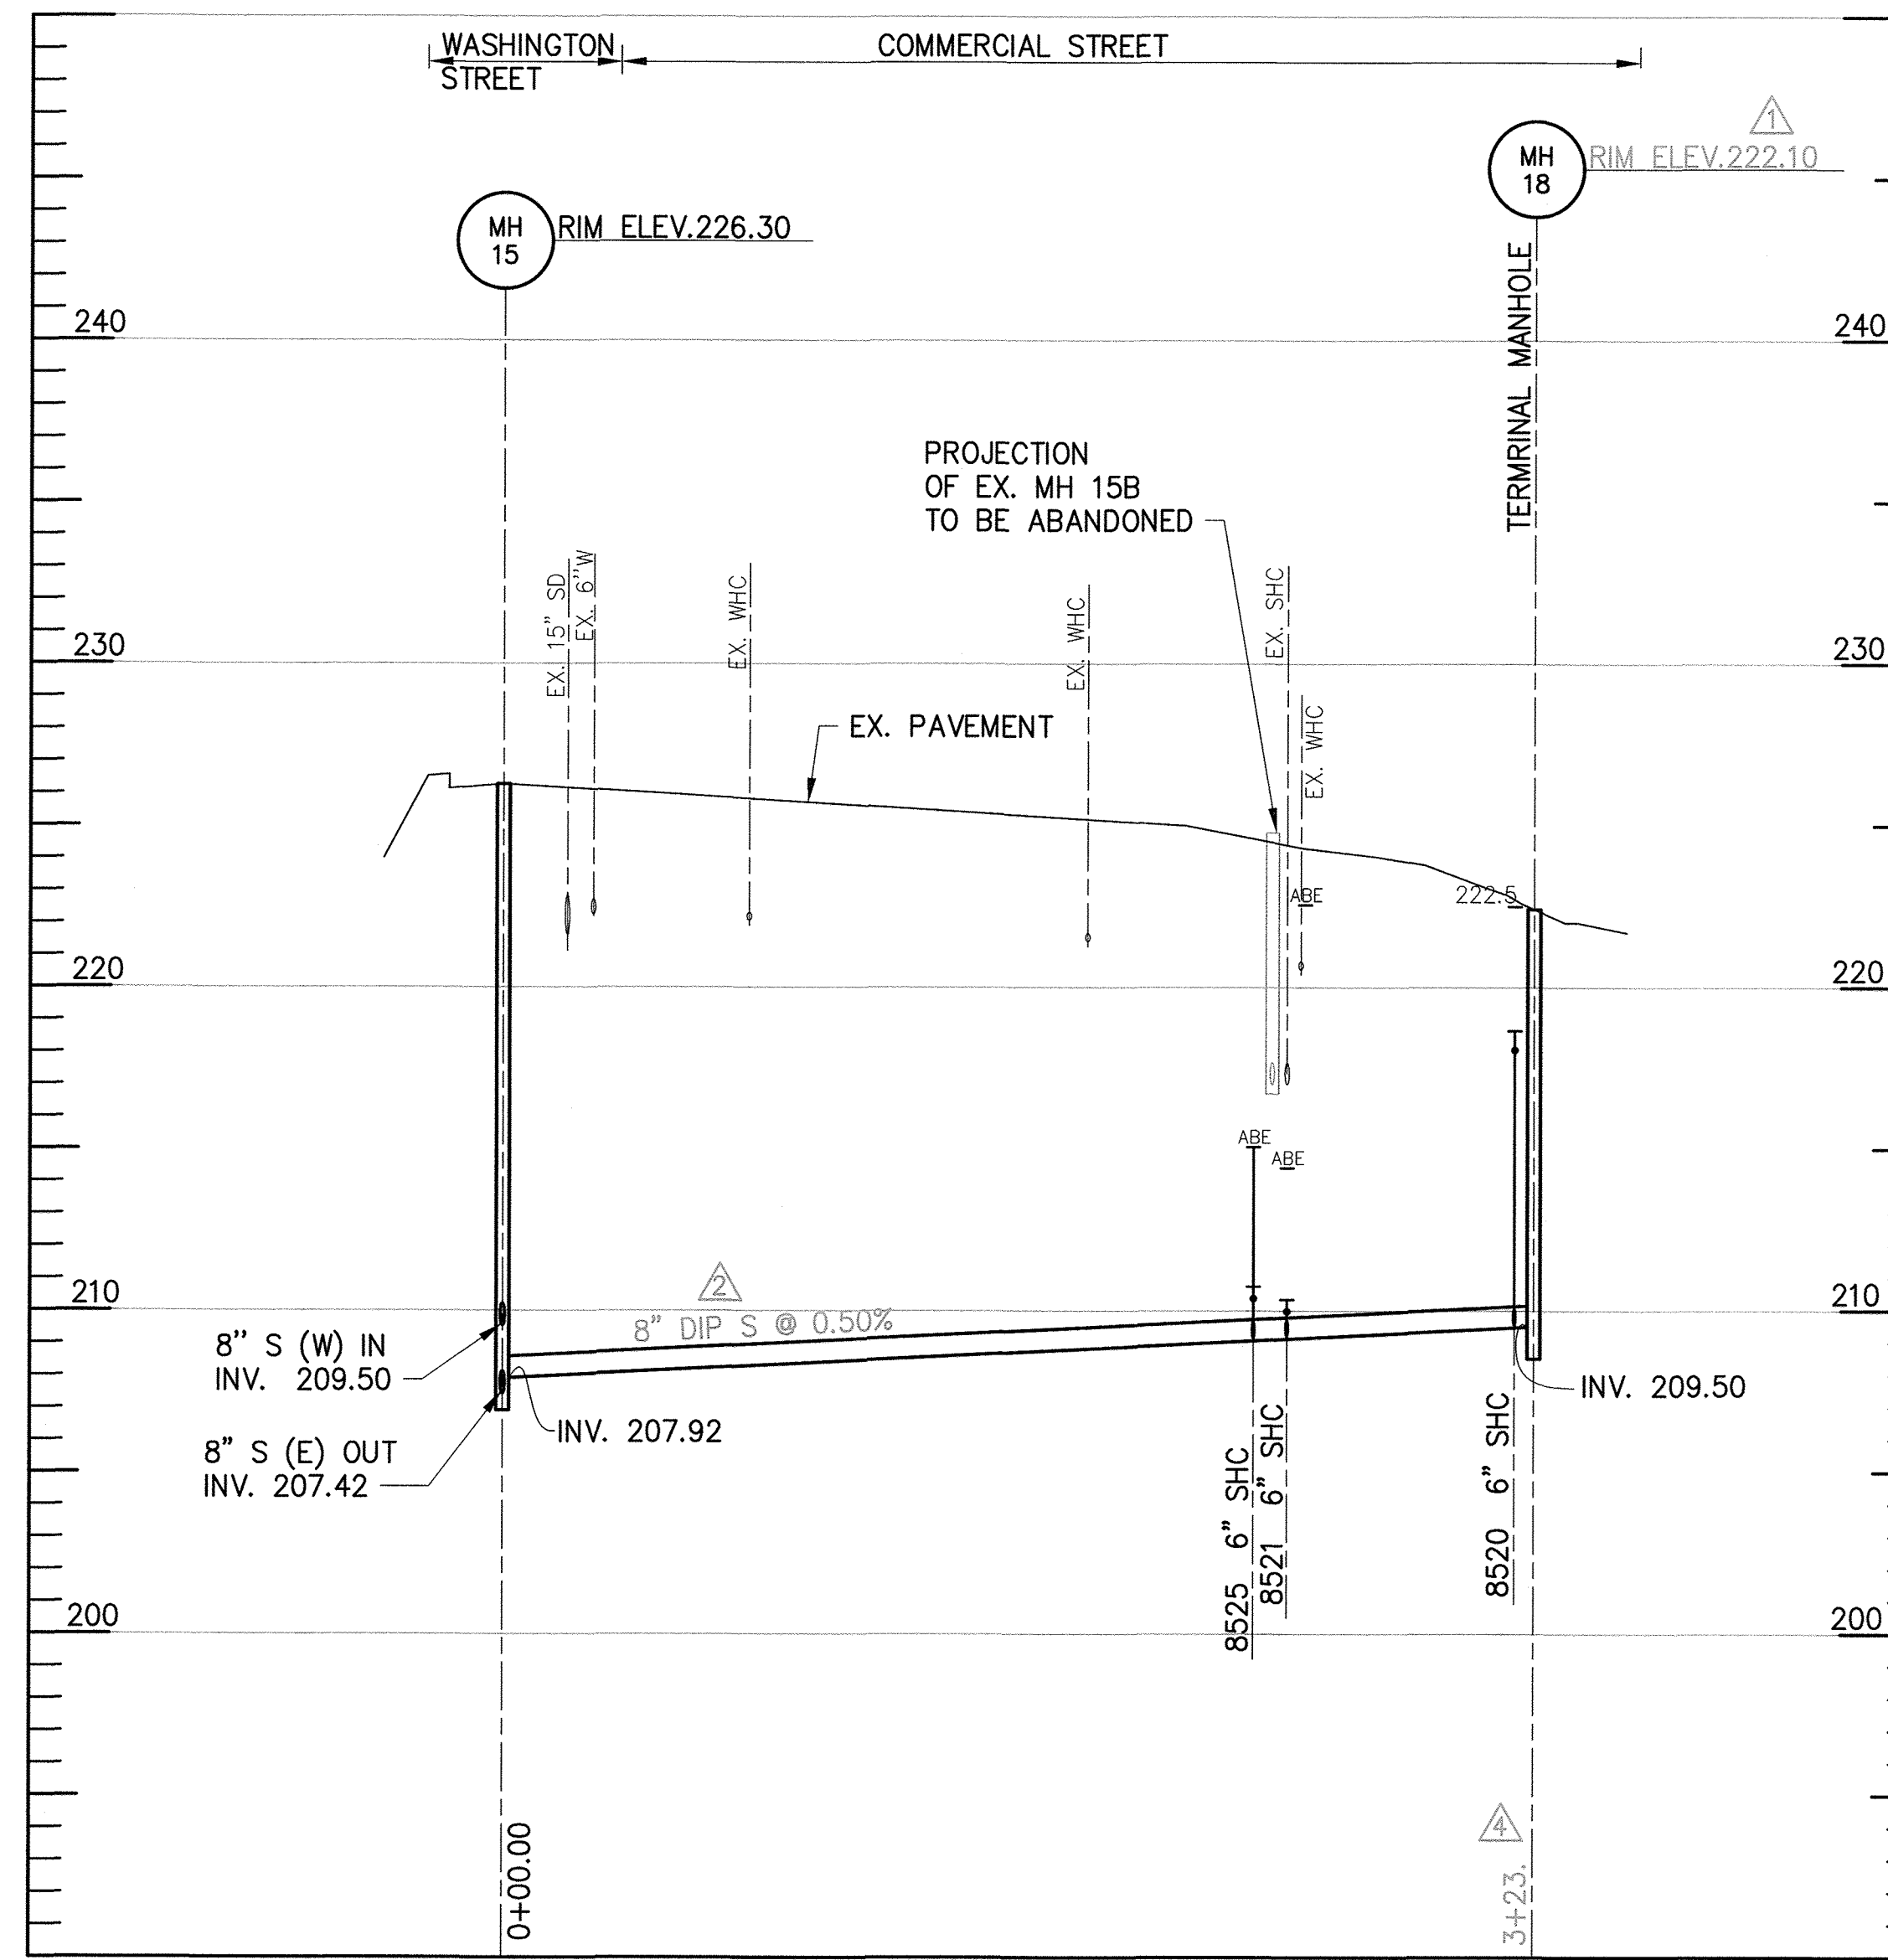 WASHINGTON
STREET
COMMERCIAL STREET
1
MH
18
RIM ELEV.222.10
MH
15
RIM ELEV.226.30
TERMRINAL MANHOLE
240
240
PROJECTION
OF EX. MH 15B
TO BE ABANDONED
EX. 15" SD
EX. 6"W
EX. WHC
EX. WHC
EX. SHC
EX. WHC
230
230
EX. PAVEMENT
ABE
222.5
220
220
ABE
ABE
210
210
2
8" DIP S @ 0.50%
8" S (W) IN
INV. 209.50
INV. 209.50
INV. 207.92
8" S (E) OUT
INV. 207.42
8525 6" SHC
8521 6" SHC
8520 6" SHC
200
200
0+00.00
4
3+23.